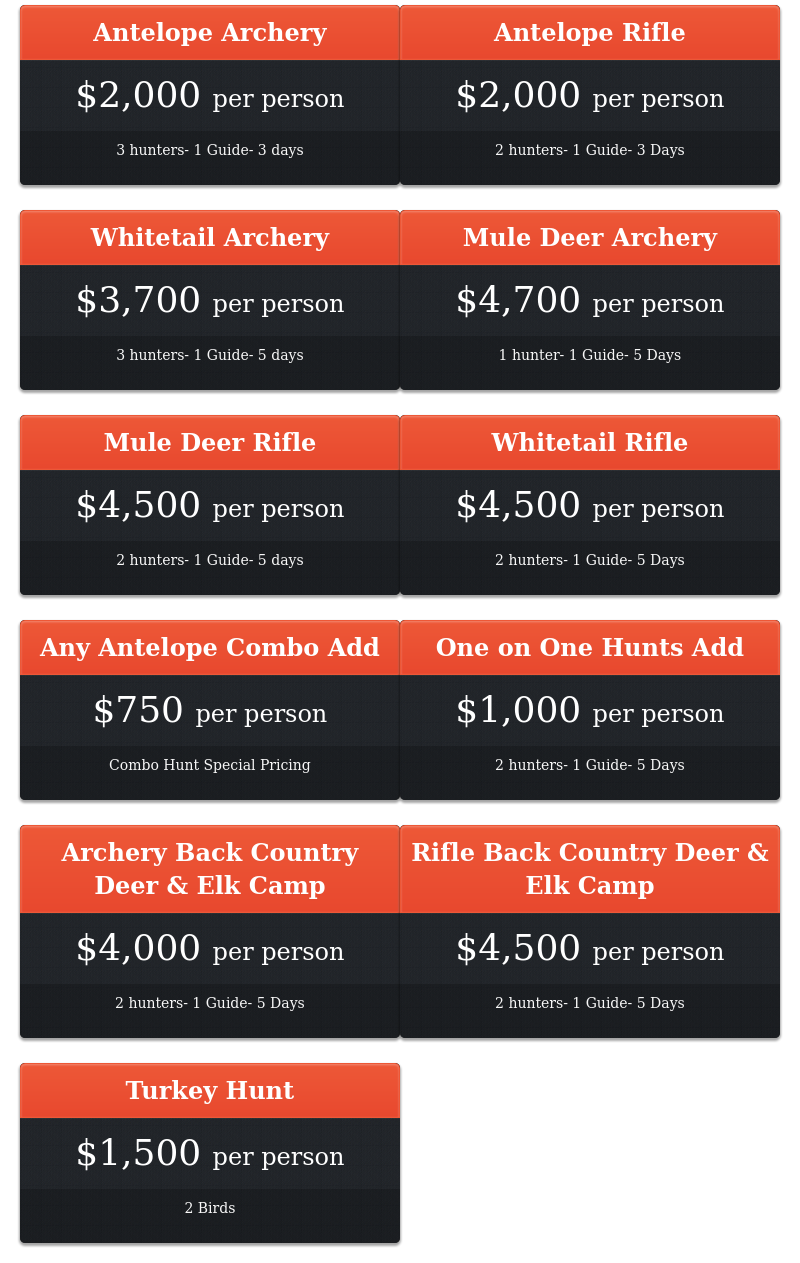 Antelope Archery
$2,000 per person
3 hunters- 1 Guide- 3 days
Antelope Rifle
$2,000 per person
2 hunters- 1 Guide- 3 Days
Whitetail Archery
$3,700 per person
3 hunters- 1 Guide- 5 days
Mule Deer Archery
$4,700 per person
1 hunter- 1 Guide- 5 Days
Mule Deer Rifle
$4,500 per person
2 hunters- 1 Guide- 5 days
Whitetail Rifle
$4,500 per person
2 hunters- 1 Guide- 5 Days
Any Antelope Combo Add
$750 per person
Combo Hunt Special Pricing
One on One Hunts Add
$1,000 per person
2 hunters- 1 Guide- 5 Days
Archery Back Country
Deer & Elk Camp
$4,000 per person
2 hunters- 1 Guide- 5 Days
Rifle Back Country Deer &
Elk Camp
$4,500 per person
2 hunters- 1 Guide- 5 Days
Turkey Hunt
$1,500 per person
2 Birds